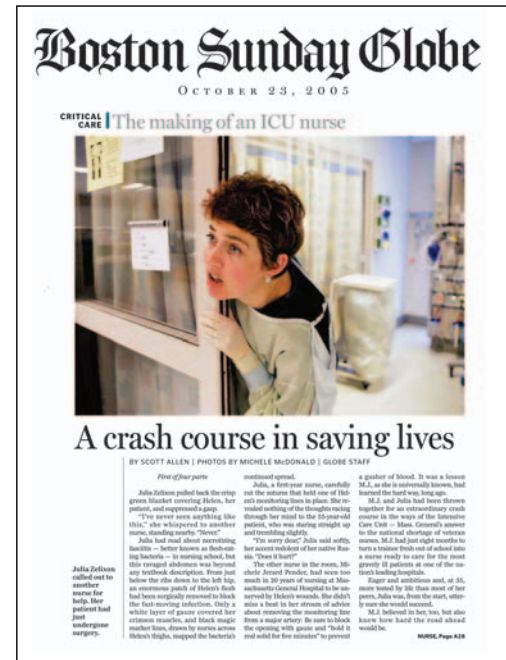 Boston Sunday Globe
OCTOBER 23, 2005
CRITICAL
CARE
The making of an ICU nurse
A crash course in saving lives
BY SCOTT ALLEN | PHOTOS BY MICHELE McDONALD | GLOBE STAFF
Julia Zelixon
called out to
another
nurse for
help. Her
patient had
just
undergone
surgery.
First of four parts
Julia Zelixon pulled back the crisp
green blanket covering Helen, her
patient, and suppressed a gasp.
"I've never seen anything like
this," she whispered to another
nurse, standing nearby. "Never."
Julia had read about necrotizing
fasciitis — better known as flesh-eat-
ing bacteria — in nursing school, but
this ravaged abdomen was beyond
any textbook description. From just
below the ribs down to the left hip,
an enormous patch of Helen's flesh
had been surgically removed to block
the fast-moving infection. Only a
white layer of gauze covered her
crimson muscles, and black magic
marker lines, drawn by nurses across
Helen's thighs, mapped the bacteria's
continued spread.
Julia, a first-year nurse, carefully
cut the sutures that held one of Hel-
en's monitoring lines in place. She re-
vealed nothing of the thoughts racing
through her mind to the 55-year-old
patient, who was staring straight up
and trembling slightly.
"I'm sorry dear," Julia said softly,
her accent redolent of her native Rus-
sia. "Does it hurt?"
The other nurse in the room, Mi-
chele Jerard Pender, had seen too
much in 20 years of nursing at Mas-
sachusetts General Hospital to be un-
nerved by Helen's wounds. She didn't
miss a beat in her stream of advice
about removing the monitoring line
from a major artery: Be sure to block
the opening with gauze and "hold it
real solid for five minutes" to prevent
a gusher of blood. It was a lesson
M.J., as she is universally known, had
learned the hard way, long ago.
M.J. and Julia had been thrown
together for an extraordinary crash
course in the ways of the Intensive
Care Unit — Mass. General's answer
to the national shortage of veteran
nurses. M.J. had just eight months to
turn a trainee fresh out of school into
a nurse ready to care for the most
gravely ill patients at one of the na-
tion's leading hospitals.
Eager and ambitious and, at 35,
more tested by life than most of her
peers, Julia was, from the start, utter-
ly sure she would succeed.
M.J. believed in her, too, but also
knew how hard the road ahead
would be.
NURSE, Page A28